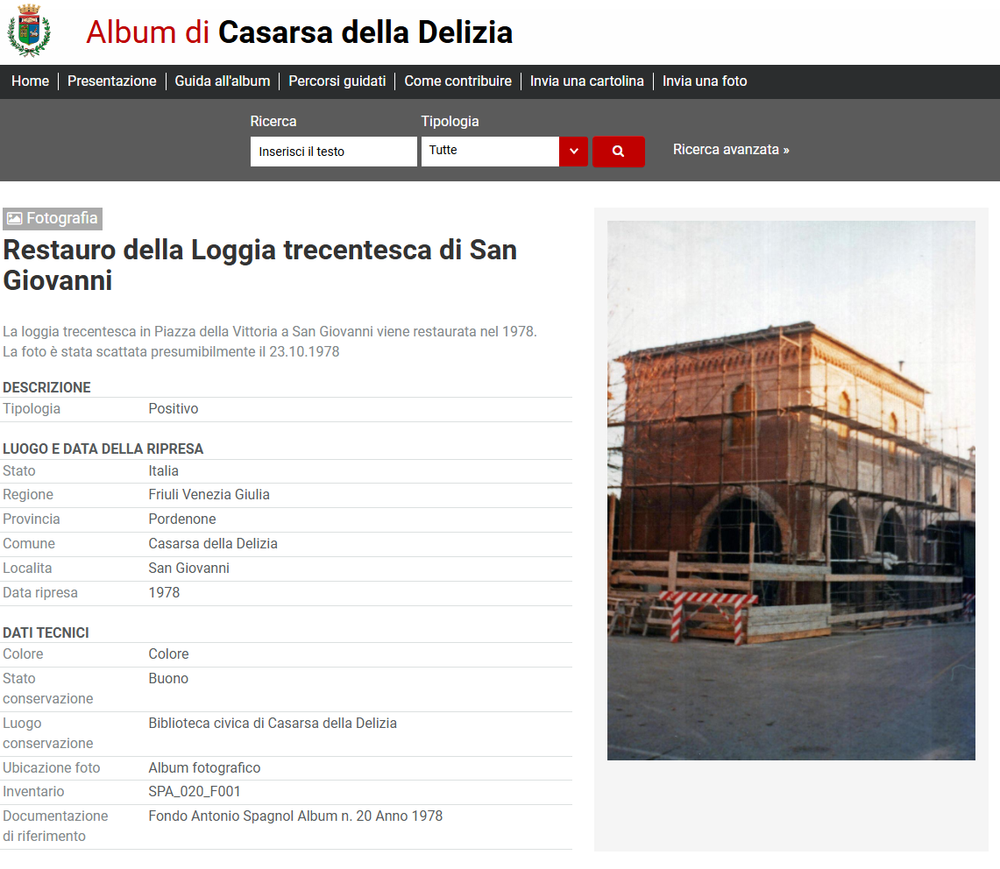 Album di Casarsa della Delizia
Home
Presentazione
Guida all'album
Percorsi guidati
Come contribuire
Invia una cartolina
Invia una foto
Ricerca
Tipologia
Inserisci il testo
Tutte
Ricerca avanzata »
Fotografia
Restauro della Loggia trecentesca di San
Giovanni
La loggia trecentesca in Piazza della Vittoria a San Giovanni viene restaurata nel 1978.
La foto è stata scattata presumibilmente il 23.10.1978
DESCRIZIONE
Tipologia Positivo
LUOGO E DATA DELLA RIPRESA
Stato Italia
Regione Friuli Venezia Giulia
Provincia Pordenone
Comune Casarsa della Delizia
Localita San Giovanni
Data ripresa 1978
DATI TECNICI
Colore Colore
Stato Buono
conservazione
Luogo Biblioteca civica di Casarsa della Delizia
conservazione
Ubicazione foto Album fotografico
Inventario SPA_020_F001
Documentazione Fondo Antonio Spagnol Album n. 20 Anno 1978
di riferimento